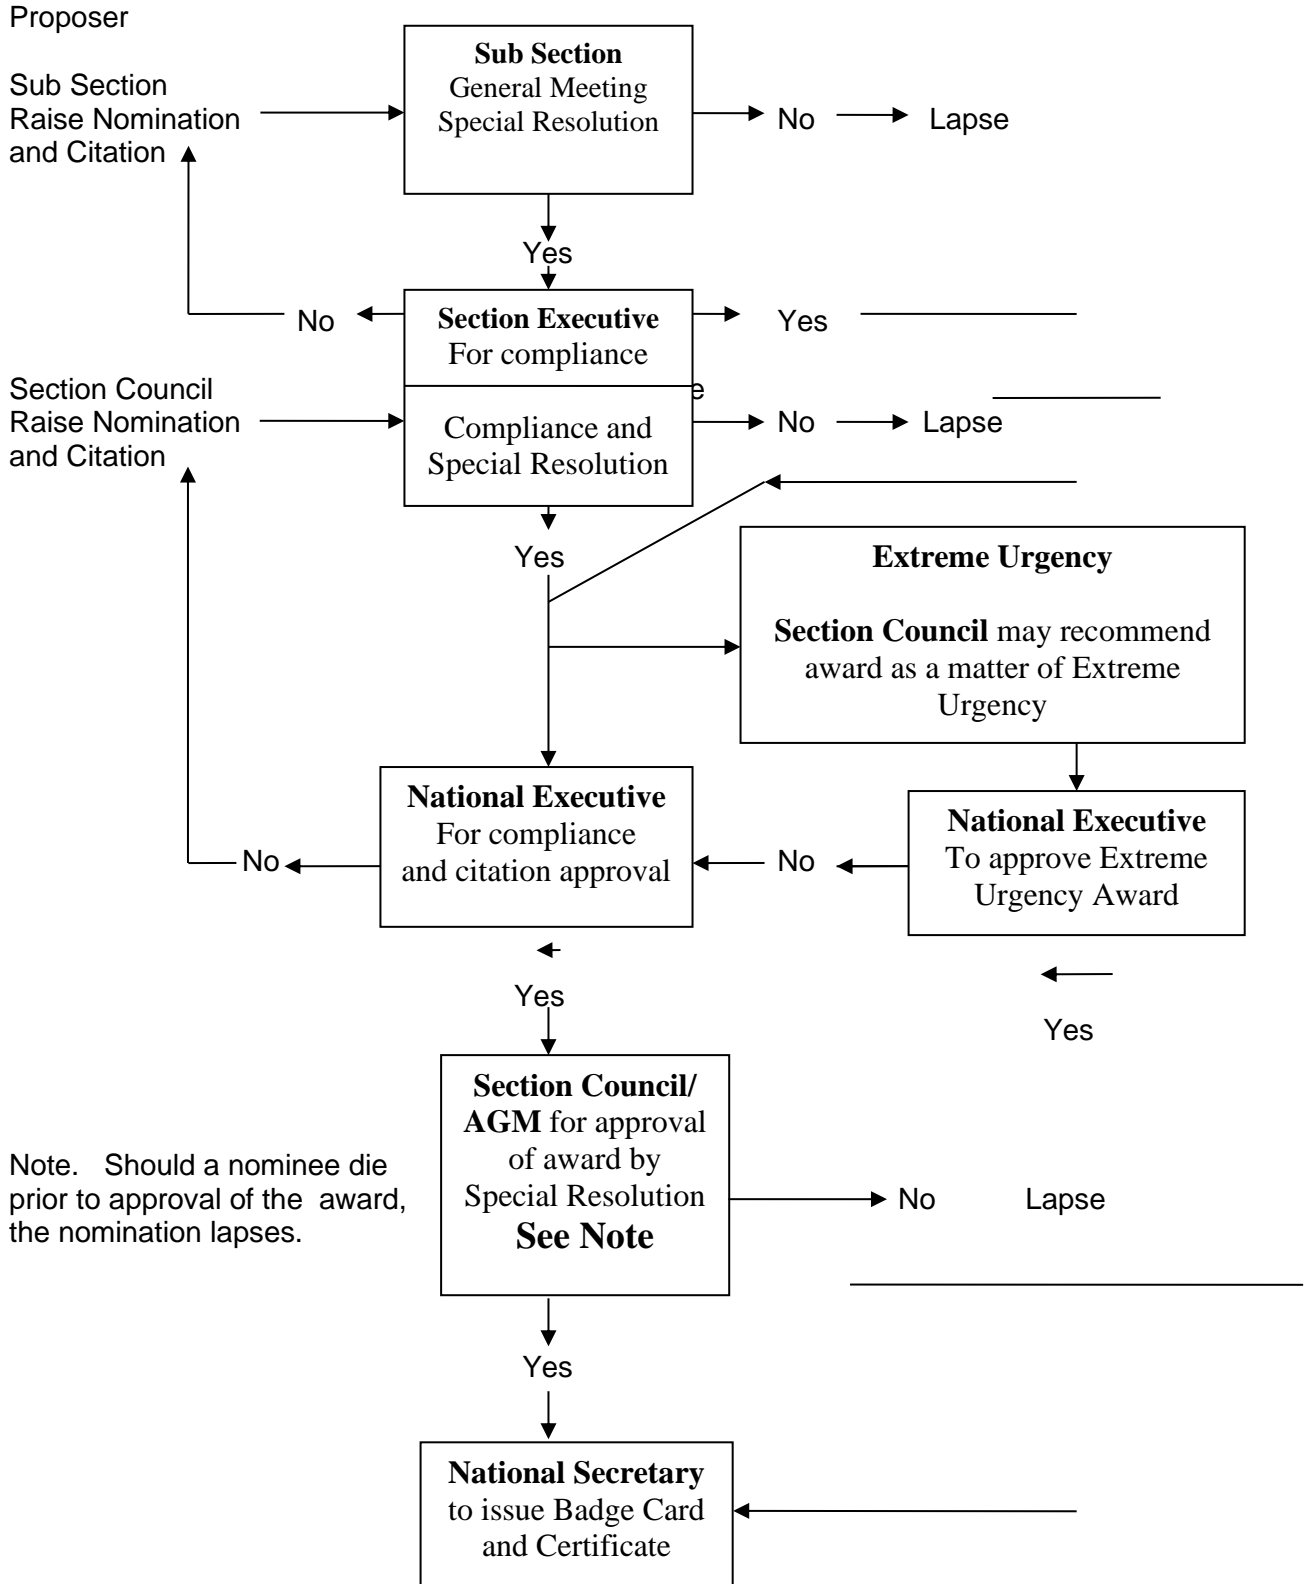 Proposer
Sub Section
Raise Nomination
and Citation
Sub Section
General Meeting
Special Resolution
No
Lapse
Yes
No
Section Executive
For compliance
Yes
Section Council
Raise Nomination
and Citation
e
Compliance and
Special Resolution
No
Lapse
Yes
Extreme Urgency
Section Council may recommend
award as a matter of Extreme
Urgency
National Executive
For compliance
and citation approval
No
No
National Executive
To approve Extreme
Urgency Award
Yes
Yes
Section Council/
AGM for approval
of award by
Special Resolution
See Note
Note. Should a nominee die
prior to approval of the award,
the nomination lapses.
No
Lapse
Yes
National Secretary
to issue Badge Card
and Certificate